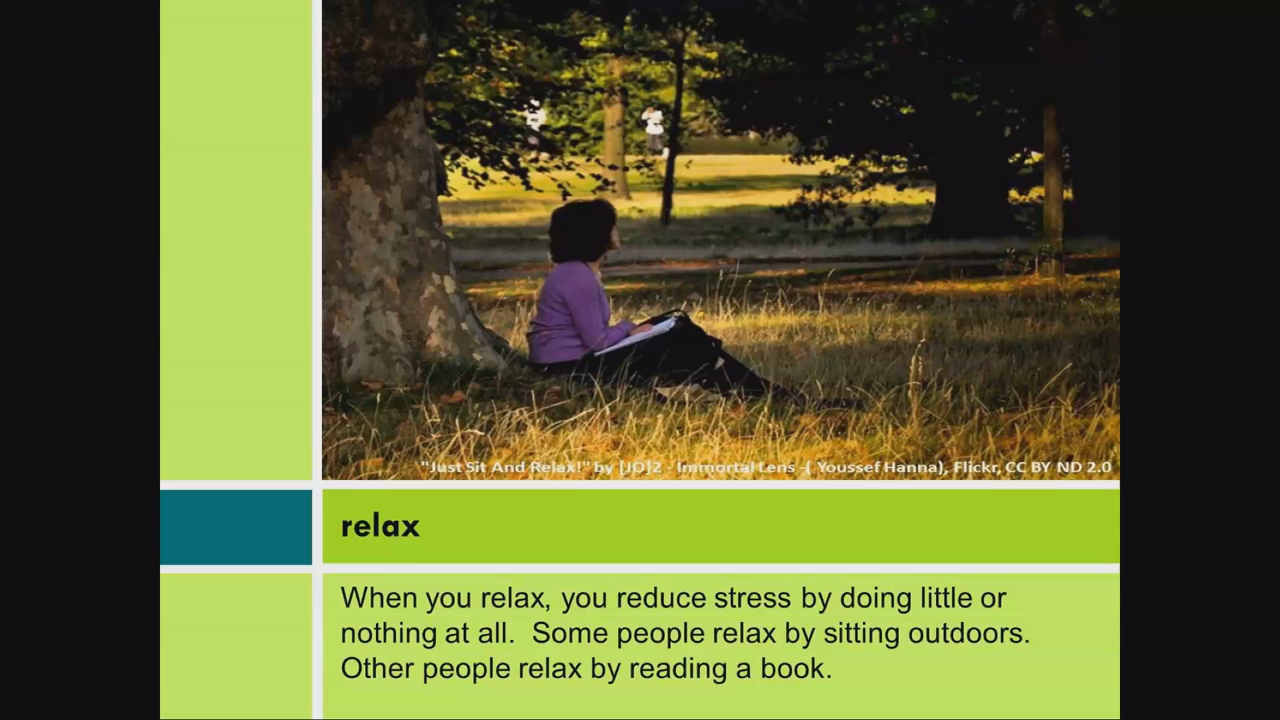 "Just Sit And Relax!" by [JO]2 - Immortal Lens -( Youssef Hanna), Flickr, CC BY ND 2.0
relax
When you relax, you reduce stress by doing little or
nothing at all.  Some people relax by sitting outdoors.
Other people relax by reading a book.